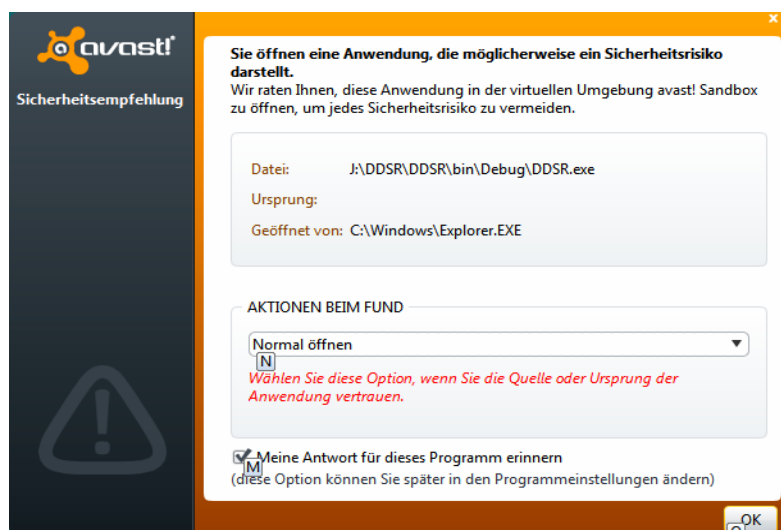 avast!
Sicherheitsempfehlung
x
Sie öffnen eine Anwendung, die möglicherweise ein Sicherheitsrisiko
darstellt.
Wir raten Ihnen, diese Anwendung in der virtuellen Umgebung avast! Sandbox
zu öffnen, um jedes Sicherheitsrisiko zu vermeiden.
Datei: J:\DDSR\DDSR\bin\Debug\DDSR.exe
Ursprung:
Geöffnet von: C:\Windows\Explorer.EXE
AKTIONEN BEIM FUND
Normal öffnen
N
Wählen Sie diese Option, wenn Sie die Quelle oder Ursprung der
Anwendung vertrauen.
Meine Antwort für dieses Programm erinnern
M
(diese Option können Sie später in den Programmeinstellungen ändern)
OK